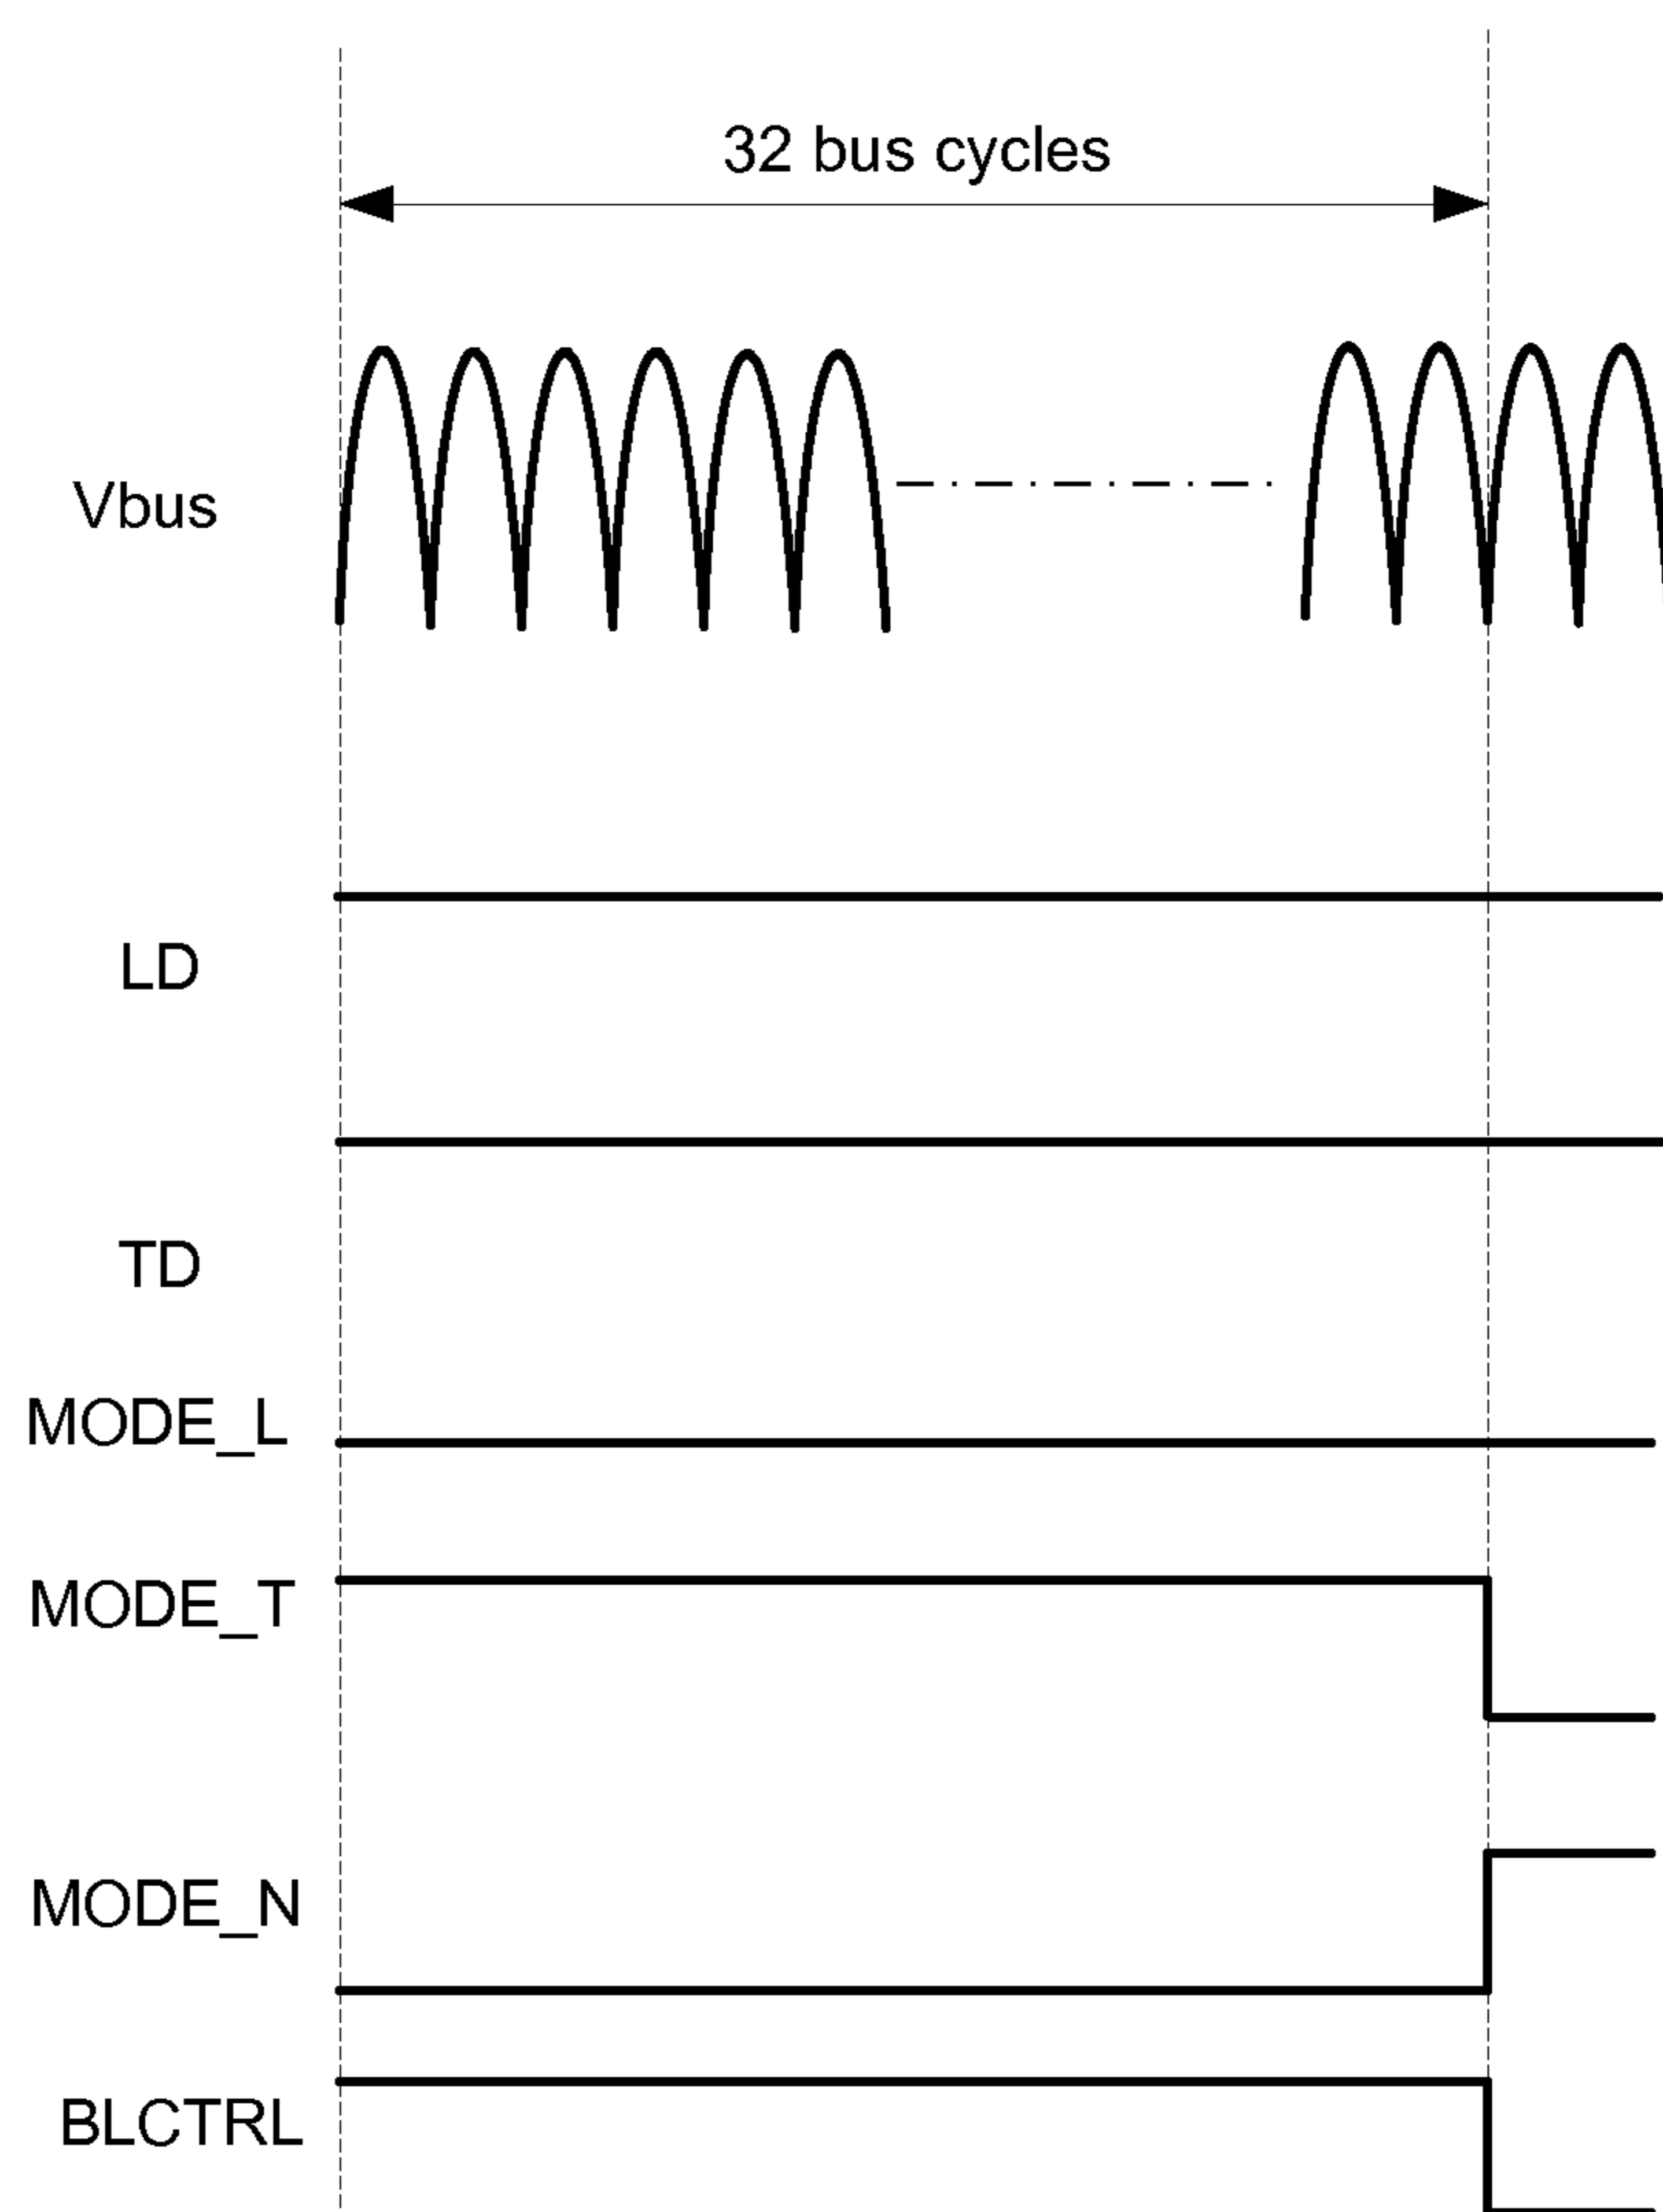 32 bus cycles
Vbus
LD
TD
MODE_L
MODE_T
MODE_N
BLCTRL